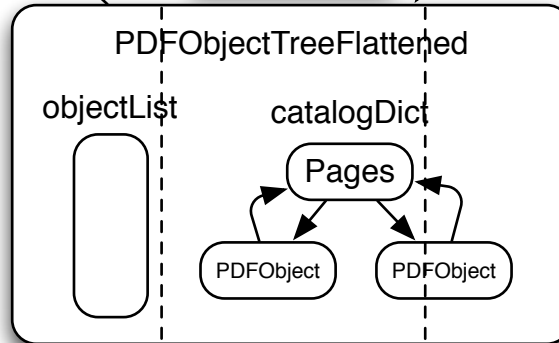 PDFObjectTreeFlattened
objectList
catalogDict
Pages
PDFObject
PDFObject